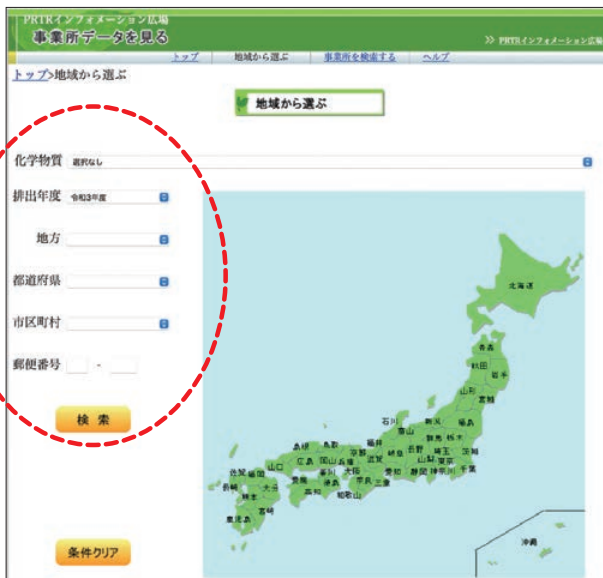 PRTRインフォメーション広場
事業所データを見る
>> PRTRインフォメーション広場
トップ 地域から選ぶ 事業所を検索する ヘルプ
トップ>地域から選ぶ
地域から選ぶ
化学物質 選択なし
排出年度 令和3年度
地方
都道府県
市区町村
郵便番号 -
検索
条件クリア
北海道
青森
秋田
岩手
山形
宮城
石川 新潟 福島
富山
群馬 栃木
島根 鳥取 京都 福井 岐阜 長野 埼玉 茨城
山口 広島 岡山 兵庫 滋賀 山梨 東京
佐賀 福岡 香川 大阪 愛知 静岡 神奈川 千葉
長崎 大分 愛媛 徳島 奈良 三重
熊本 高知 和歌山
宮崎
鹿児島
沖縄